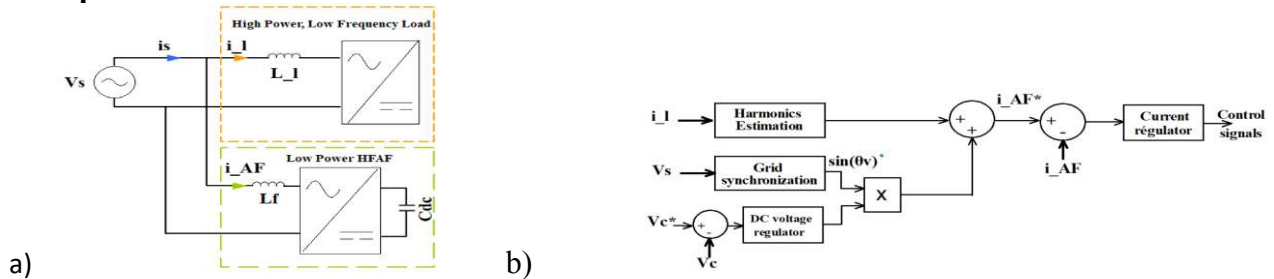 a)
High Power, Low Frequency Load
is
i_l
L_l
Vs
Low Power HFAF
i_AF
Lf
Cdc
b)
i_l
Harmonics
Estimation
+
+
i_AF*
+
-
i_AF
Current
régulator
Control
signals
Vs
Grid
synchronization
sin(θv)
X
Vc*
+
-
Vc
DC voltage
regulator